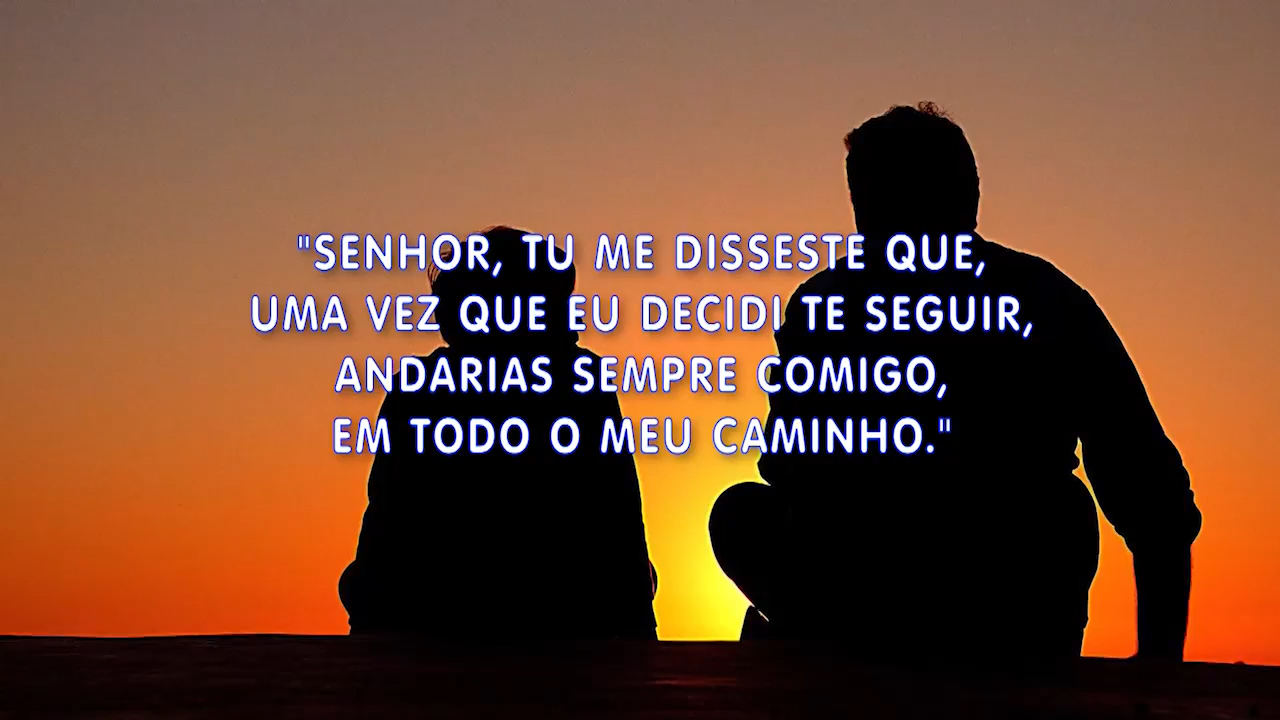 "SENHOR, TU ME DISSESTE QUE,
UMA VEZ QUE EU DECIDI TE SEGUIR,
ANDARIAS SEMPRE COMIGO,
EM TODO O MEU CAMINHO."